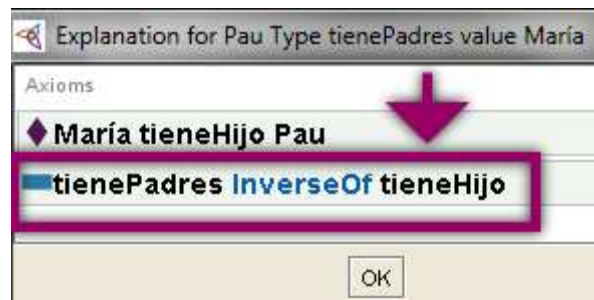 Explanation for Pau Type tienePadres value María
Axioms
María tieneHijo Pau
tienePadres InverseOf tieneHijo
OK